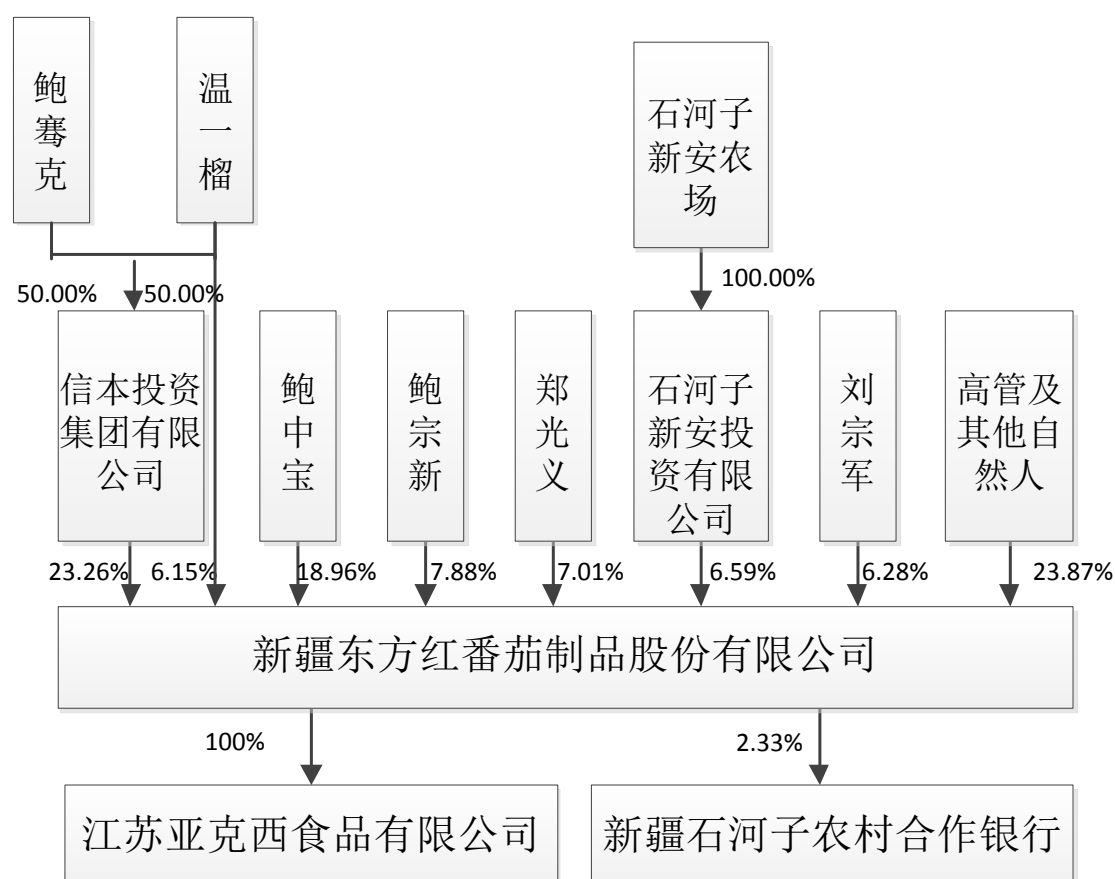 鲍
骞
克
温
一
榴
石河子
新安农
场
50.00%
50.00%
100.00%
信本投资
集团有限
公司
鲍
中
宝
鲍
宗
新
郑
光
义
石河子
新安投
资有限
公司
刘
宗
军
高管及
其他自
然人
23.26%
6.15%
18.96%
7.88%
7.01%
6.59%
6.28%
23.87%
新疆东方红番茄制品股份有限公司
100%
2.33%
江苏亚克西食品有限公司
新疆石河子农村合作银行